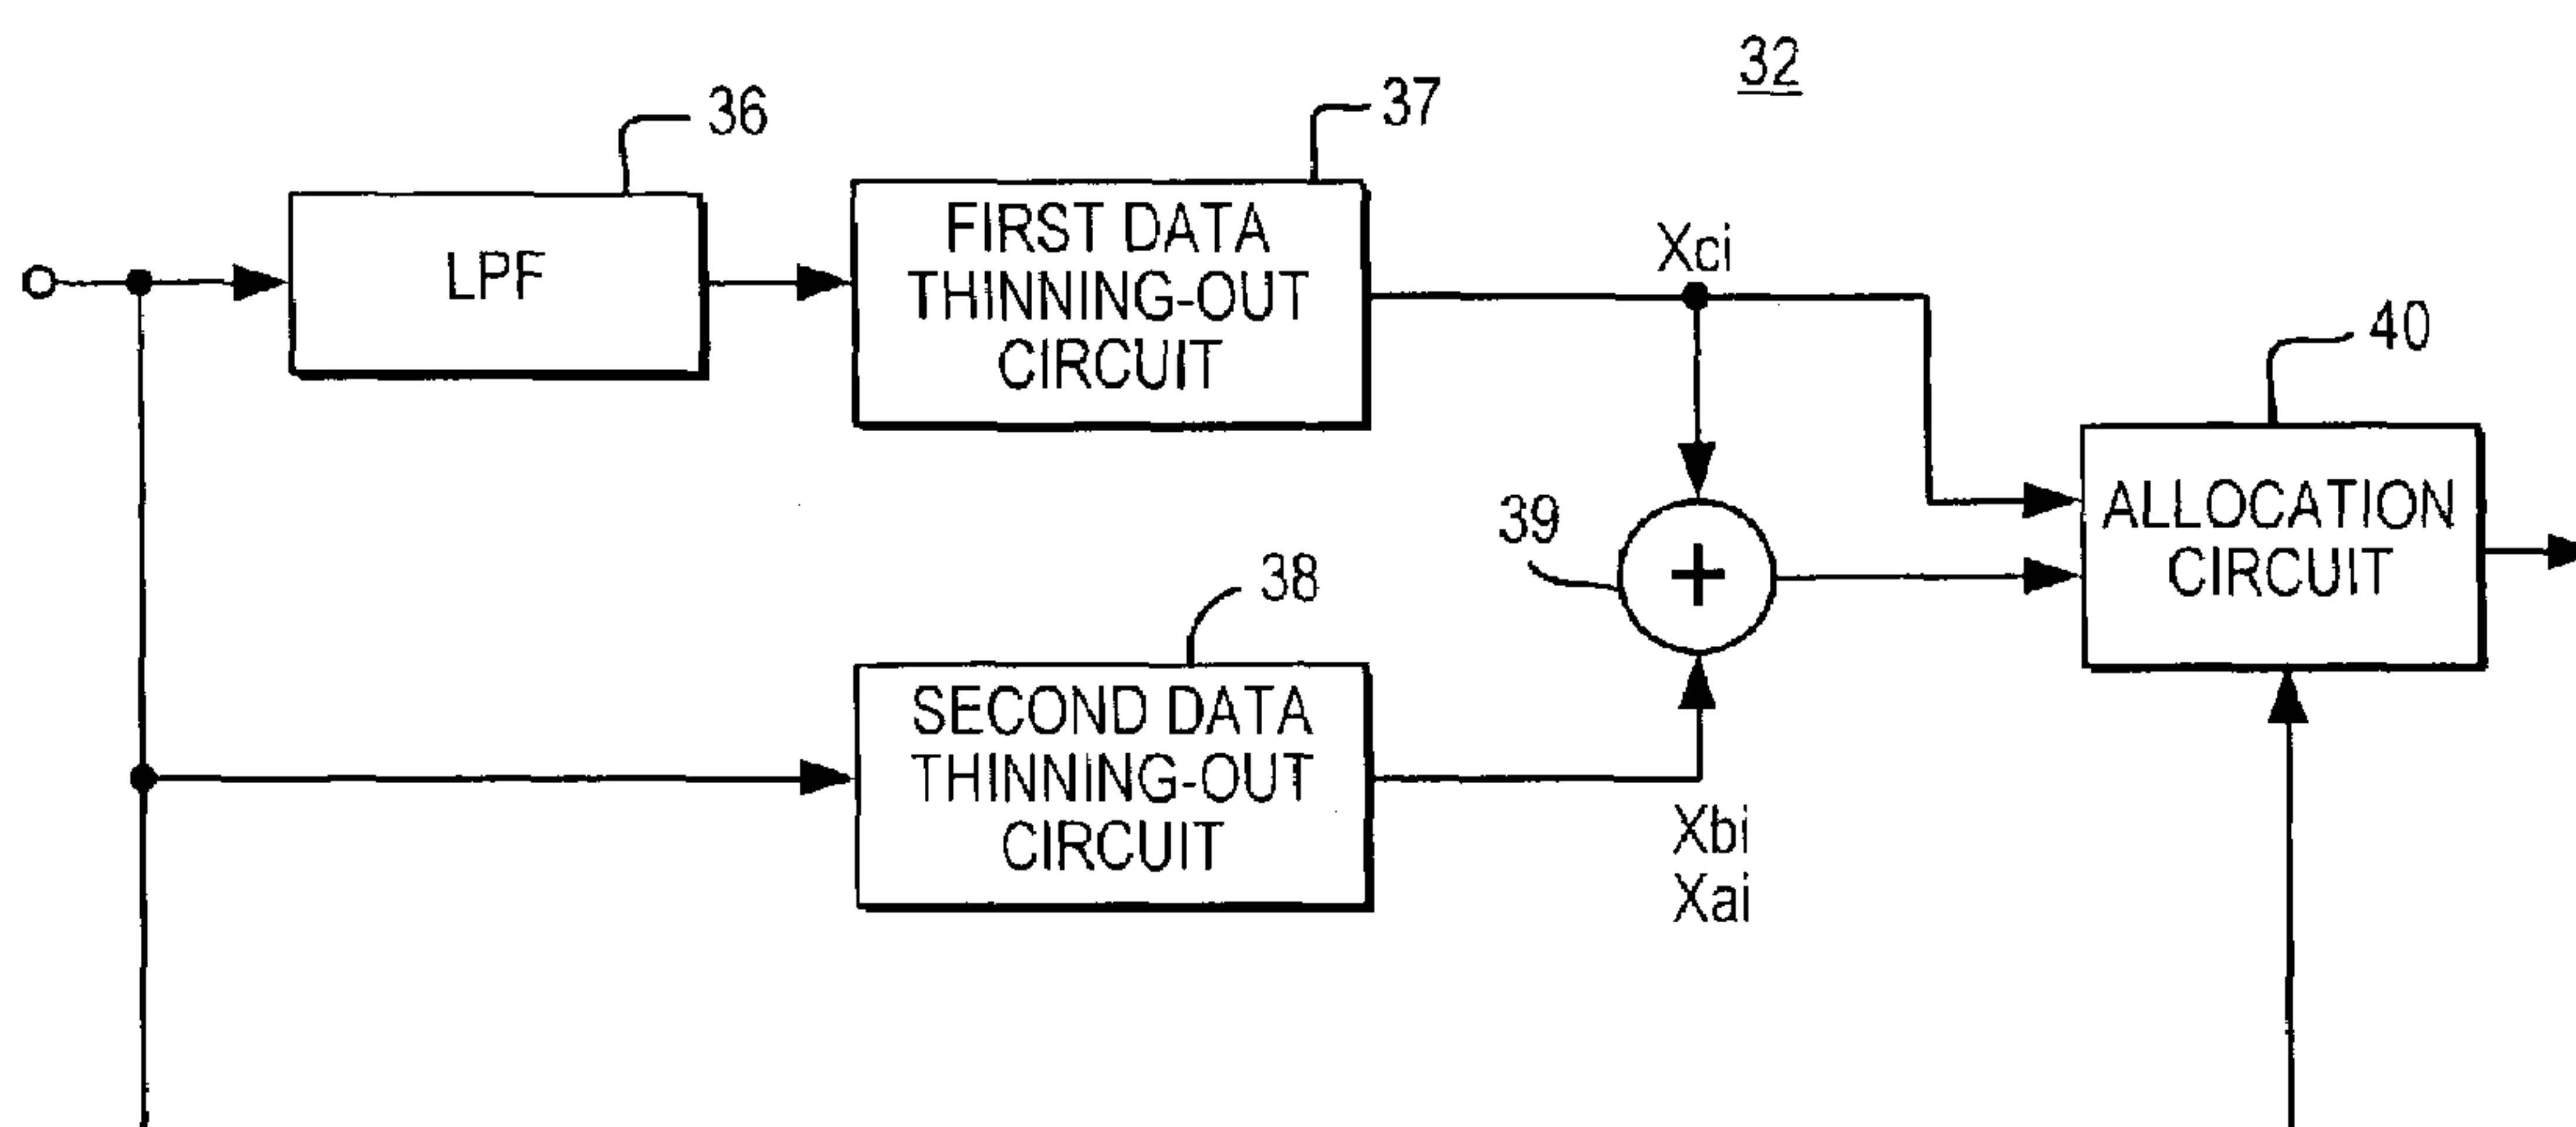 32
36
37
LPF
FIRST DATA
THINNING-OUT
CIRCUIT
Xci
40
39
+
ALLOCATION
CIRCUIT
38
SECOND DATA
THINNING-OUT
CIRCUIT
Xbi
Xai